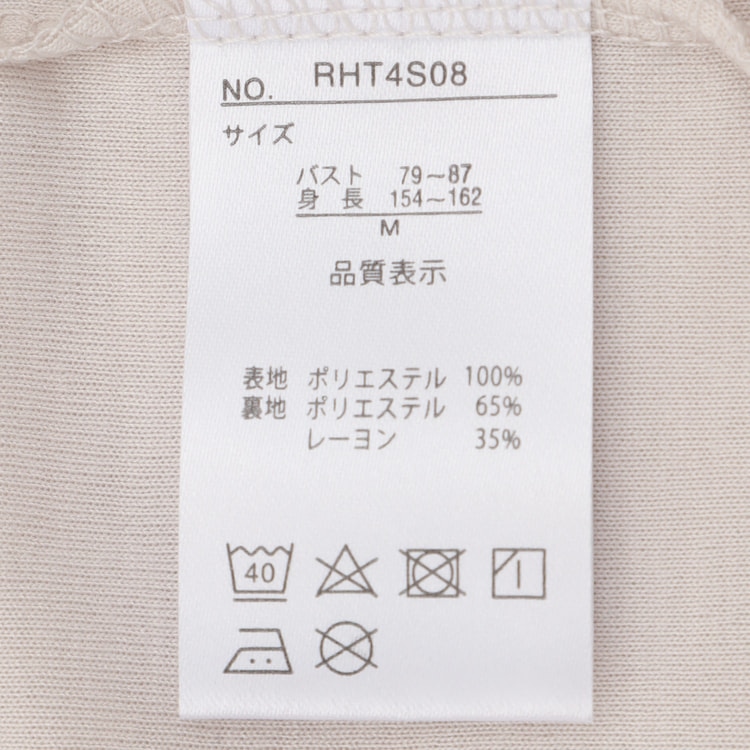 NO. RHT4S08
サイズ
バスト 79～87
身 長 154～162
M
品質表示
表地 ポリエステル 100%
裏地 ポリエステル 65%
レーヨン 35%
40